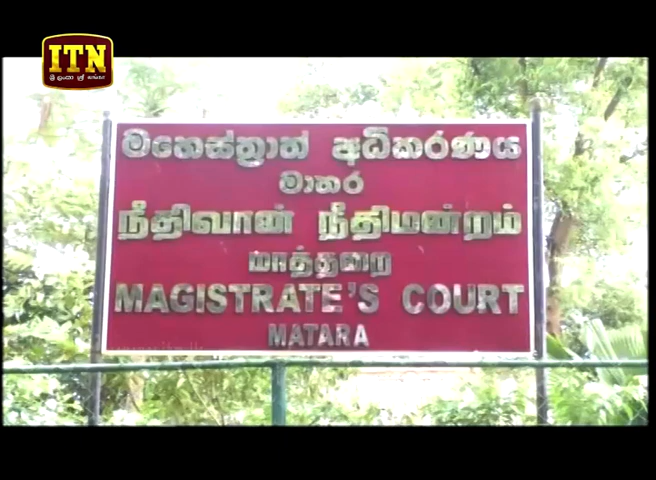 ITN
මහෙස්ත්‍රාත් අධිකරණය
මාතර
நீதிவான் நீதிமன்றம்
மாத்தறை
MAGISTRATE'S COURT
MATARA